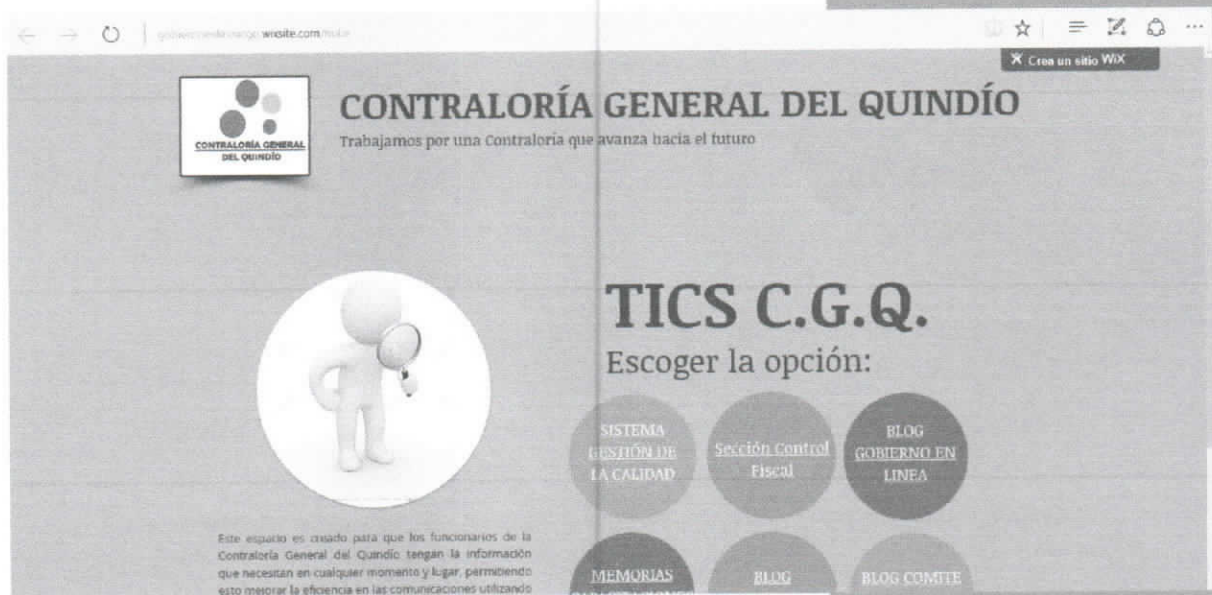 wixsite.com
Crea un sitio WiX
CONTRALORÍA GENERAL
DEL QUINDÍO
CONTRALORÍA GENERAL DEL QUINDÍO
Trabajamos por una Contraloría que avanza hacia el futuro
TICS C.G.Q.
Escoger la opción:
SISTEMA
GESTIÓN DE
LA CALIDAD
Sección Control
Fiscal
BLOG
GOBIERNO EN
LINEA
MEMORIAS
BLOG
BLOG COMITE
Este espacio es creado para que los funcionarios de la
Contraloría General del Quindío tengan la información
que necesitan en cualquier momento y lugar, permitiendo
esto mejorar la eficiencia en las comunicaciones utilizando